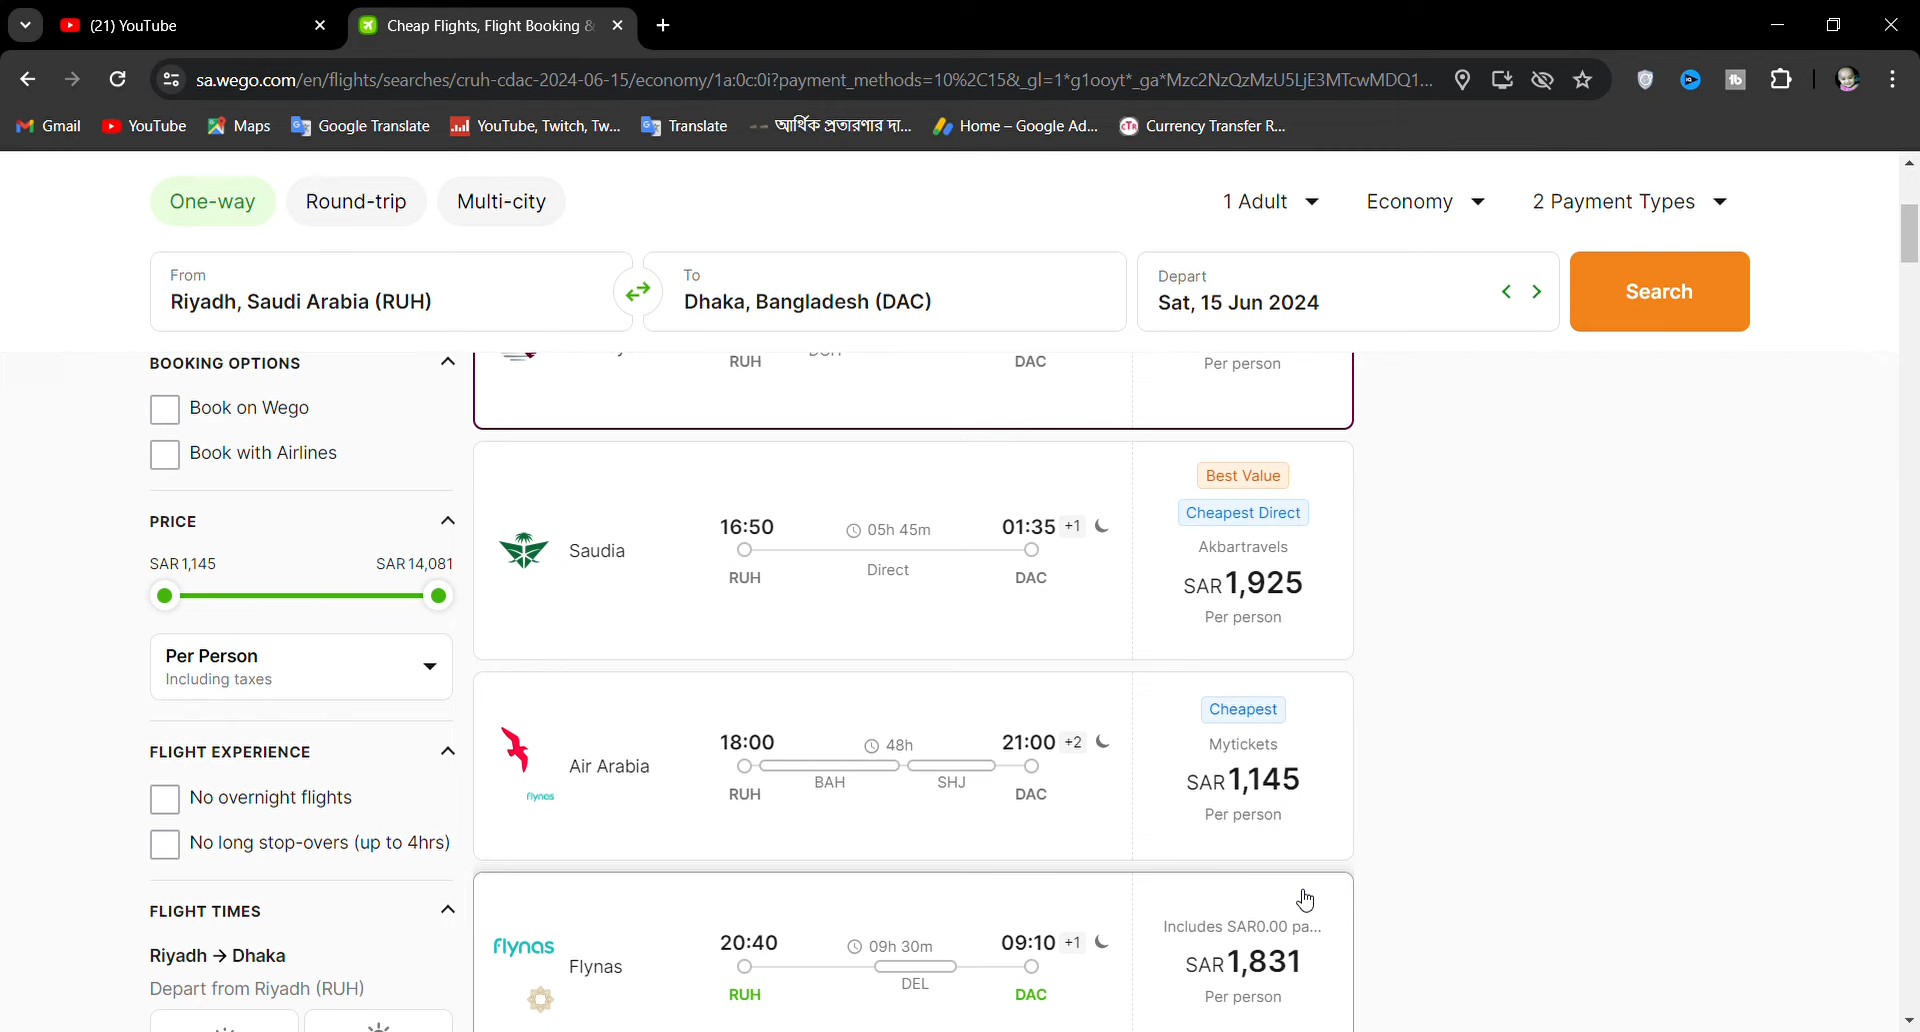 (21) YouTube
Cheap Flights, Flight Booking &
sa.wego.com/en/flights/searches/cruh-cdac-2024-06-15/economy/1a:0c:0i?payment_methods=10%2C15&_gl=1*g1ooyt*_ga*Mzc2NzQzMzU5LjE3MTcwMDQ1...
Gmail YouTube Maps Google Translate YouTube, Twitch, Tw... Translate আর্থিক প্রতারণার দা... Home – Google Ad... Currency Transfer R...
One-way Round-trip Multi-city 1 Adult Economy 2 Payment Types
From
Riyadh, Saudi Arabia (RUH)
To
Dhaka, Bangladesh (DAC)
Depart
Sat, 15 Jun 2024
Search
BOOKING OPTIONS
Book on Wego
Book with Airlines
PRICE
SAR 1,145 SAR 14,081
Per Person
Including taxes
FLIGHT EXPERIENCE
No overnight flights
No long stop-overs (up to 4hrs)
FLIGHT TIMES
Riyadh → Dhaka
Depart from Riyadh (RUH)
RUH DAC
Per person
Saudia
16:50 05h 45m 01:35 +1
RUH Direct DAC
Best Value
Cheapest Direct
Akbartravels
SAR 1,925
Per person
flynas
Air Arabia
18:00 48h 21:00 +2
BAH SHJ
RUH DAC
Cheapest
Mytickets
SAR 1,145
Per person
flynas
Flynas
20:40 09h 30m 09:10 +1
DEL
RUH DAC
Includes SAR0.00 pa...
SAR 1,831
Per person